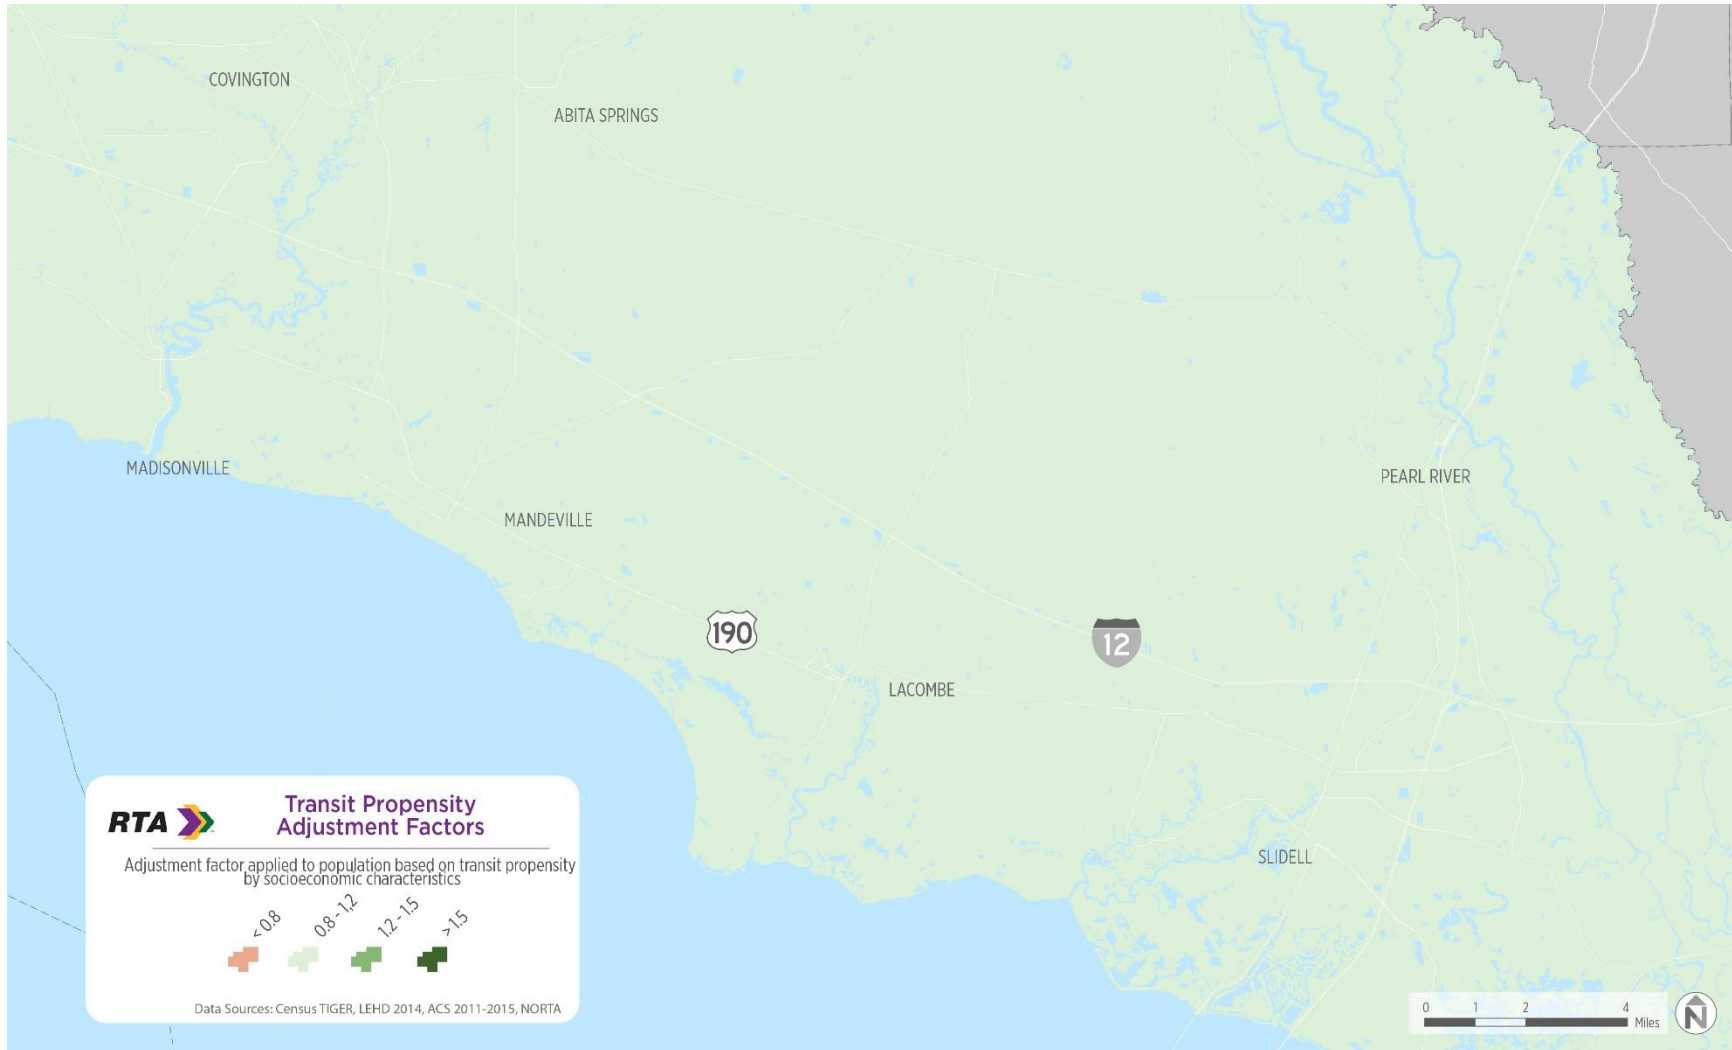 COVINGTON
ABITA SPRINGS
MADISONVILLE
PEARL RIVER
MANDEVILLE
190
12
LACOMBE
SLIDELL
RTA
Transit Propensity
Adjustment Factors
Adjustment factor applied to population based on transit propensity
by socioeconomic characteristics
< 0.8
0.8 - 1,2
1.2 - 1.5
> 1.5
Data Sources: Census TIGER, LEHD 2014, ACS 2011-2015, NORTA
0 1 2 4
Miles
N